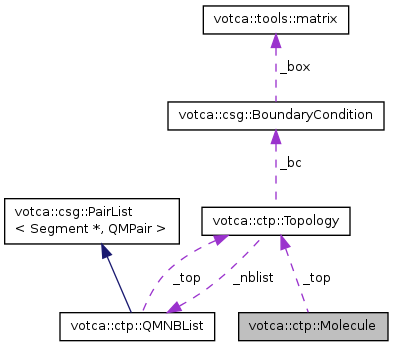 votca::tools::matrix
_box
votca::csg::BoundaryCondition
_bc
votca::csg::PairList
< Segment *, QMPair >
votca::ctp::Topology
_top
_nblist
_top
votca::ctp::QMNBList
votca::ctp::Molecule